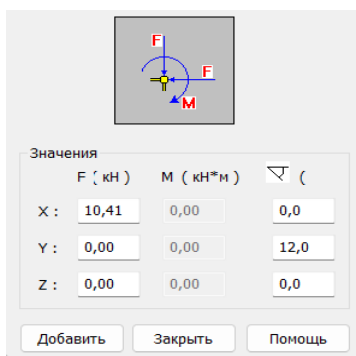 F
F
M
Значения
F ( кН ) M ( кН*м ) (
X : 10,41 0,00 0,0
Y : 0,00 0,00 12,0
Z : 0,00 0,00 0,0
Добавить Закрыть Помощь